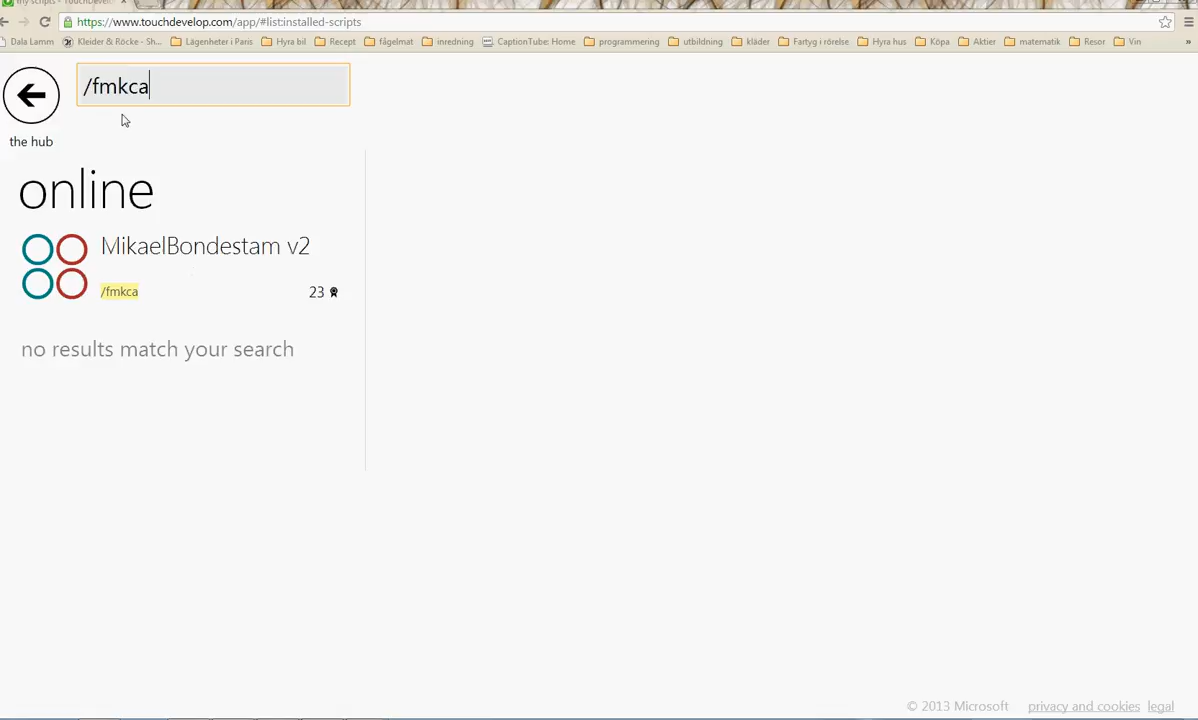 https://www.touchdevelop.com/app/#list:installed-scripts
Dala Lamm Kleider & Röcke - Sh... Lägenheter i Paris Hyra bil Recept fågelmat inredning CaptionTube: Home programmering utbildning kläder Fartyg i rörelse Hyra hus Köpa Aktier matematik Resor Vin »
/fmkca
the hub
online
MikaelBondestam v2
/fmkca 23
no results match your search
© 2013 Microsoft privacy and cookies legal